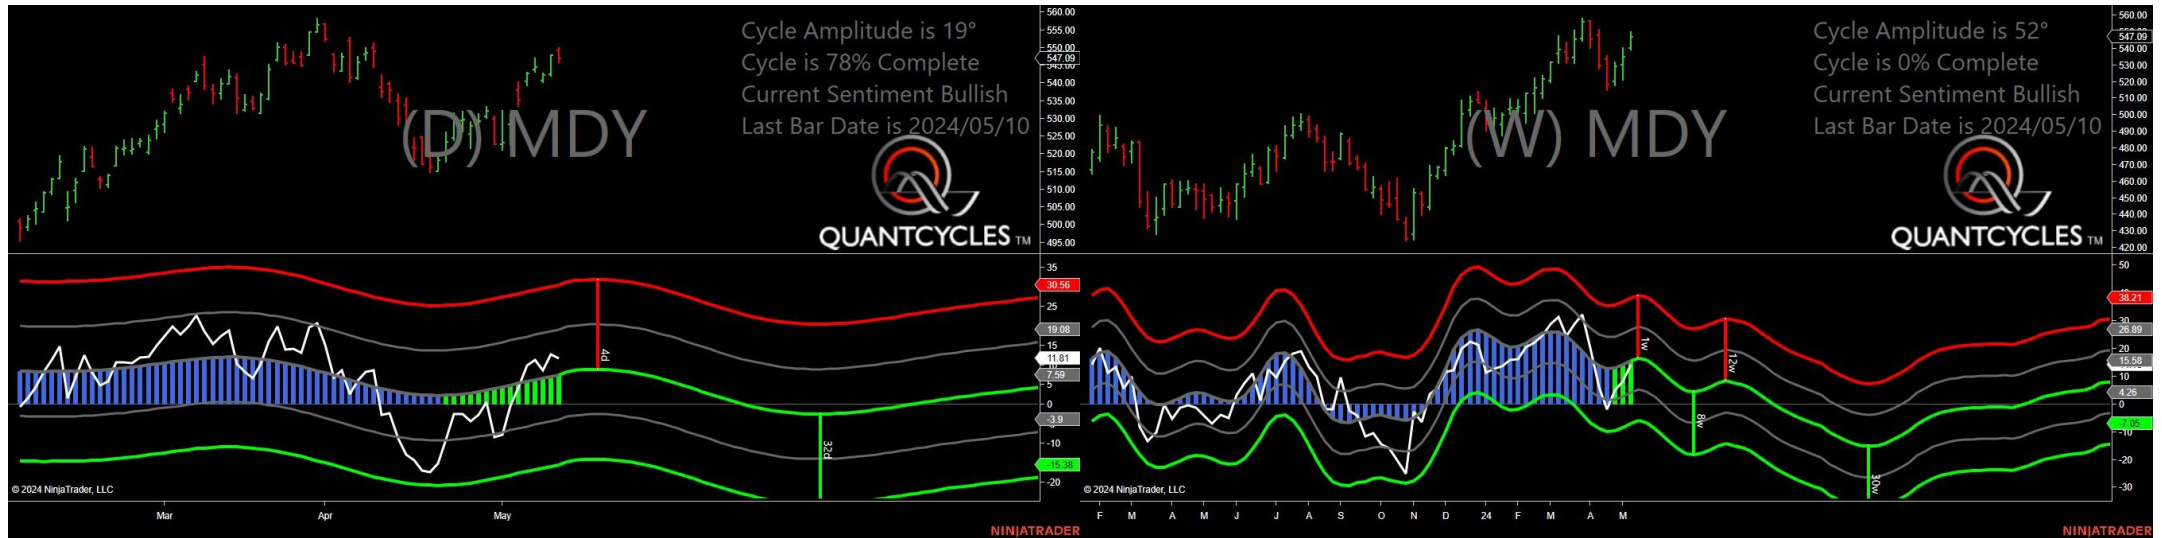 Cycle Amplitude is 19°
Cycle is 78% Complete
Current Sentiment Bullish
Last Bar Date is 2024/05/10
(D) MDY
QUANTCYCLES TM
560.00
555.00
550.00
547.09
545.00
540.00
535.00
530.00
525.00
520.00
515.00
510.00
505.00
500.00
495.00
35
30.56
25
19.08
15
11.81
7.59
5
0
-3.9
-10
-15.38
-20
4d
32d
© 2024 NinjaTrader, LLC
Mar Apr May
NINJATRADER
Cycle Amplitude is 52°
Cycle is 0% Complete
Current Sentiment Bullish
Last Bar Date is 2024/05/10
(W) MDY
QUANTCYCLES TM
560.00
547.09
540.00
530.00
520.00
510.00
500.00
490.00
480.00
470.00
460.00
450.00
440.00
430.00
420.00
50
38.21
30
26.89
20
15.58
10
4.26
0
-7.05
-10
-20
-30
1w
12w
8w
30w
© 2024 NinjaTrader, LLC
F M A M J J A S O N D 24 F M A M
NINJATRADER